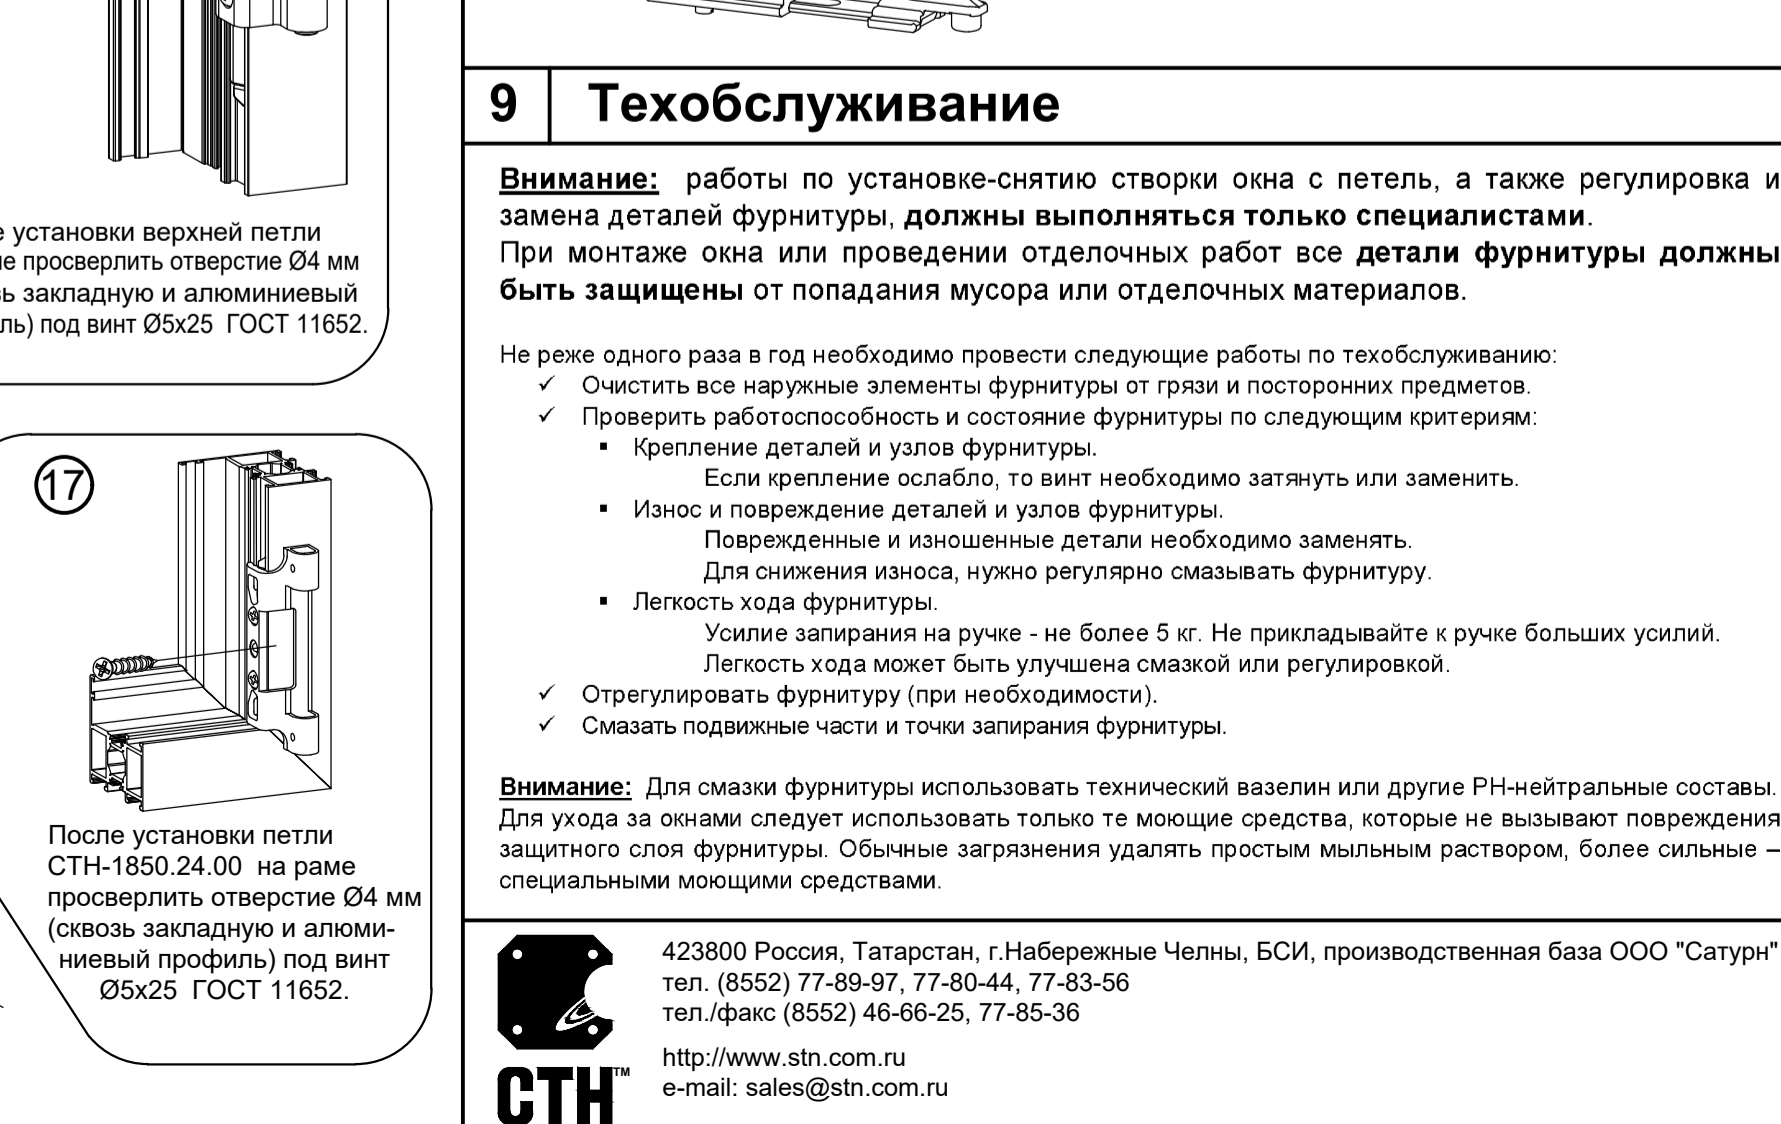 установки верхней петли
просверлить отверстие Ø4 мм
закладную и алюминиевый
под винт Ø5х25 ГОСТ 11652.
17
После установки петли
СТН-1850.24.00 на раме
просверлить отверстие Ø4 мм
(сквозь закладную и алюми-
ниевый профиль) под винт
Ø5х25 ГОСТ 11652.
9 Техобслуживание
Внимание: работы по установке-снятию створки окна с петель, а также регулировка и
замена деталей фурнитуры, должны выполняться только специалистами.
При монтаже окна или проведении отделочных работ все детали фурнитуры должны
быть защищены от попадания мусора или отделочных материалов.
Не реже одного раза в год необходимо провести следующие работы по техобслуживанию:
✓ Очистить все наружные элементы фурнитуры от грязи и посторонних предметов.
✓ Проверить работоспособность и состояние фурнитуры по следующим критериям:
▪ Крепление деталей и узлов фурнитуры.
Если крепление ослабло, то винт необходимо затянуть или заменить.
▪ Износ и повреждение деталей и узлов фурнитуры.
Поврежденные и изношенные детали необходимо заменять.
Для снижения износа, нужно регулярно смазывать фурнитуру.
▪ Легкость хода фурнитуры.
Усилие запирания на ручке - не более 5 кг. Не прикладывайте к ручке больших усилий.
Легкость хода может быть улучшена смазкой или регулировкой.
✓ Отрегулировать фурнитуру (при необходимости).
✓ Смазать подвижные части и точки запирания фурнитуры.
Внимание: Для смазки фурнитуры использовать технический вазелин или другие РН-нейтральные составы.
Для ухода за окнами следует использовать только те моющие средства, которые не вызывают повреждения
защитного слоя фурнитуры. Обычные загрязнения удалять простым мыльным раствором, более сильные –
специальными моющими средствами.
423800 Россия, Татарстан, г.Набережные Челны, БСИ, производственная база ООО "Сатурн"
тел. (8552) 77-89-97, 77-80-44, 77-83-56
тел./факс (8552) 46-66-25, 77-85-36
http://www.stn.com.ru
e-mail: sales@stn.com.ru
СТН™